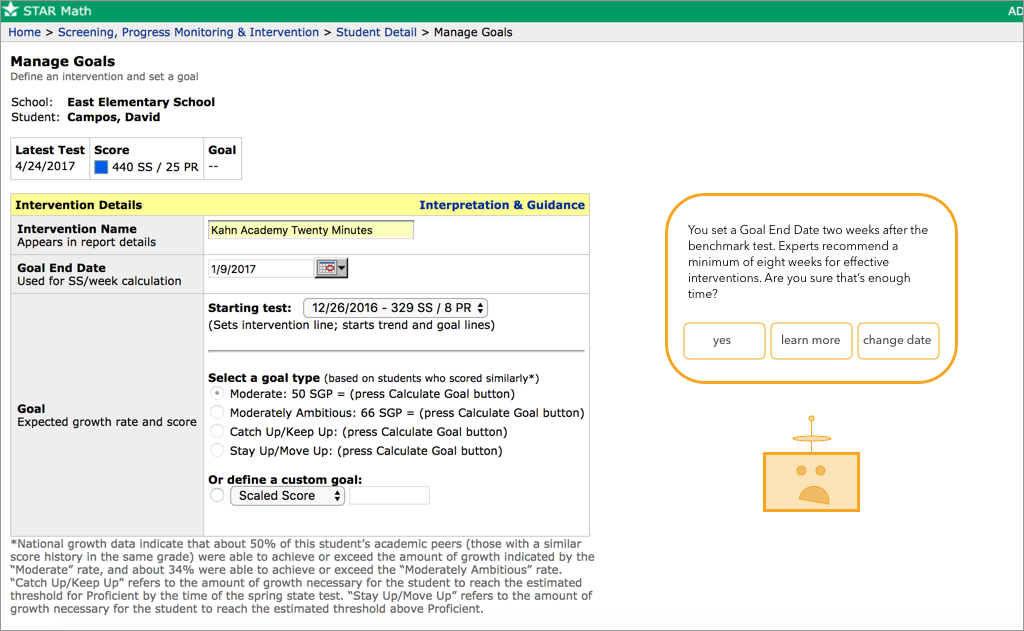 STAR Math
AD
Home > Screening, Progress Monitoring & Intervention > Student Detail > Manage Goals
Manage Goals
Define an intervention and set a goal
School: East Elementary School
Student: Campos, David
Latest Test Score Goal
4/24/2017 440 SS / 25 PR --
Intervention Details Interpretation & Guidance
Intervention Name
Appears in report details
Kahn Academy Twenty Minutes
Goal End Date
Used for SS/week calculation
1/9/2017
Goal
Expected growth rate and score
Starting test: 12/26/2016 - 329 SS / 8 PR
(Sets intervention line; starts trend and goal lines)
Select a goal type (based on students who scored similarly*)
Moderate: 50 SGP = (press Calculate Goal button)
Moderately Ambitious: 66 SGP = (press Calculate Goal button)
Catch Up/Keep Up: (press Calculate Goal button)
Stay Up/Move Up: (press Calculate Goal button)
Or define a custom goal:
Scaled Score
*National growth data indicate that about 50% of this student's academic peers (those with a similar
score history in the same grade) were able to achieve or exceed the amount of growth indicated by the
"Moderate" rate, and about 34% were able to achieve or exceed the "Moderately Ambitious" rate.
"Catch Up/Keep Up" refers to the amount of growth necessary for the student to reach the estimated
threshold for Proficient by the time of the spring state test. "Stay Up/Move Up" refers to the amount of
growth necessary for the student to reach the estimated threshold above Proficient.
You set a Goal End Date two weeks after the
benchmark test. Experts recommend a
minimum of eight weeks for effective
interventions. Are you sure that's enough
time?
yes learn more change date